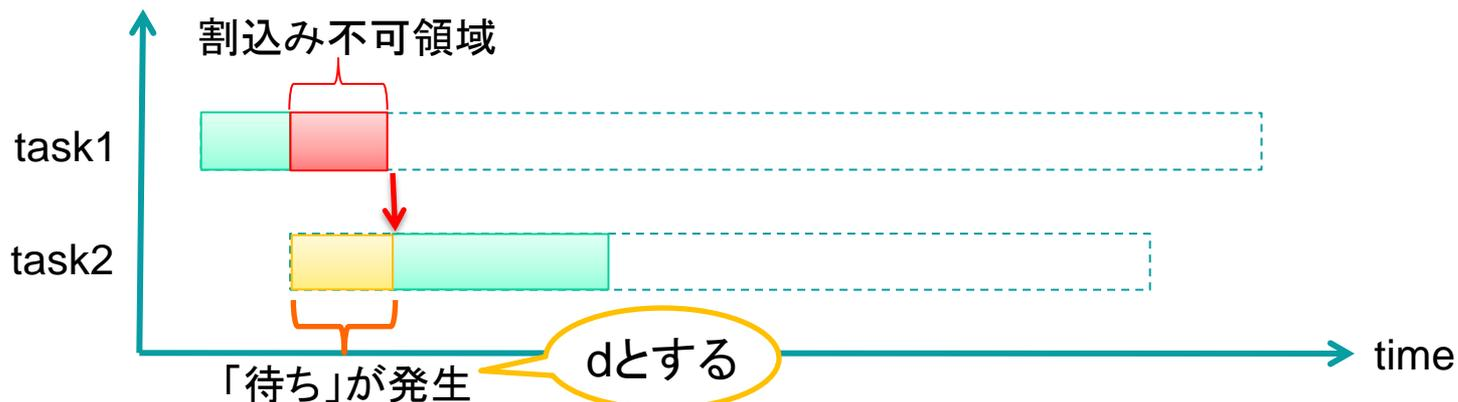 割込み不可領域
task1
task2
「待ち」が発生
dとする
time